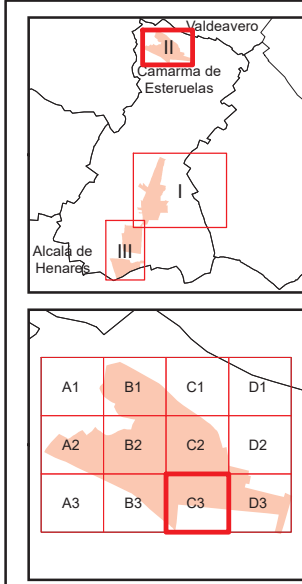 Valdeavero
II
Camarma de
Esteruelas
I
Alcalá de
Henares
III
A1 B1 C1 D1
A2 B2 C2 D2
A3 B3 C3 D3